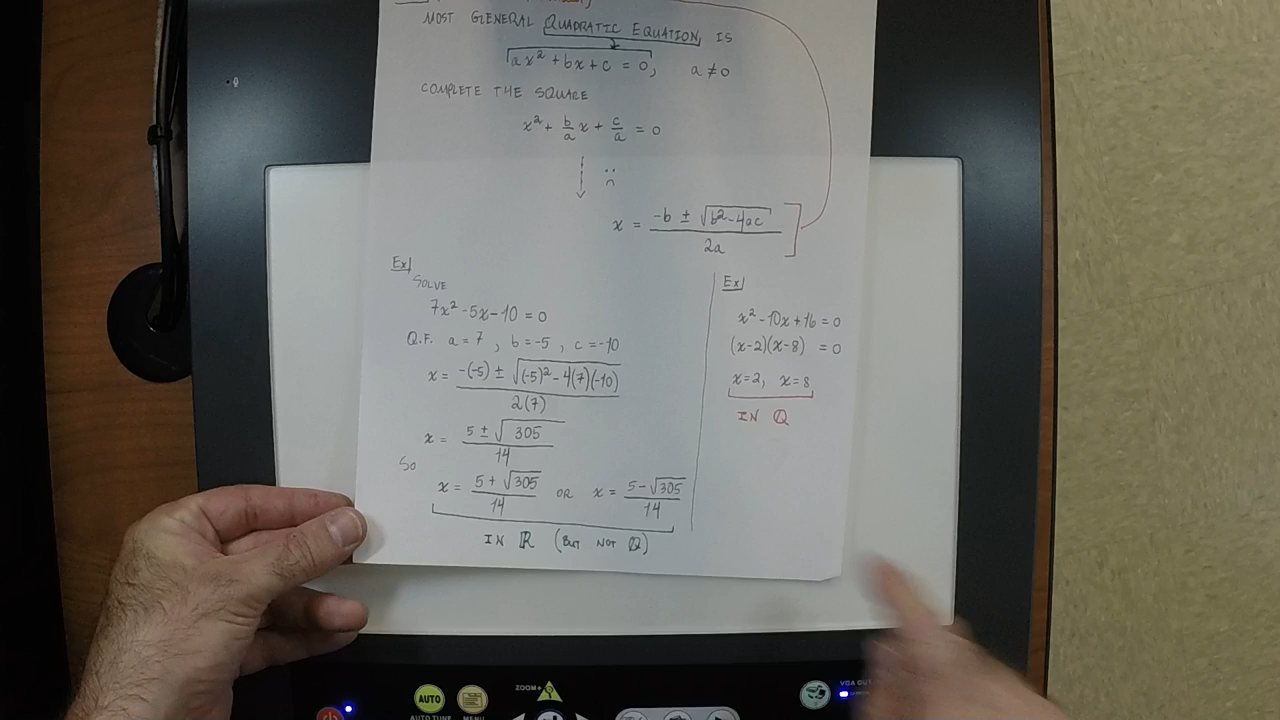 MOST GENERAL QUADRATIC EQUATION, IS
ax² + bx + c = 0, a ≠ 0
COMPLETE THE SQUARE
x² + b/a x + c/a = 0
x = (-b ± √(b²-4ac))/2a
Ex/
SOLVE
7x² -5x -10 = 0
Q.F. a = 7 , b = -5 , c = -10
x = (-(-5) ± √((-5)² - 4(7)(-10)))/2(7)
x = (5 ± √305)/14
So
x = (5 + √305)/14 OR x = (5 - √305)/14
IN ℝ (BUT NOT ℚ)
Ex/
x² - 10x + 16 = 0
(x-2)(x-8) = 0
x=2, x=8
IN ℚ
ZOOM+
AUTO
AUTO TUNE
MENU